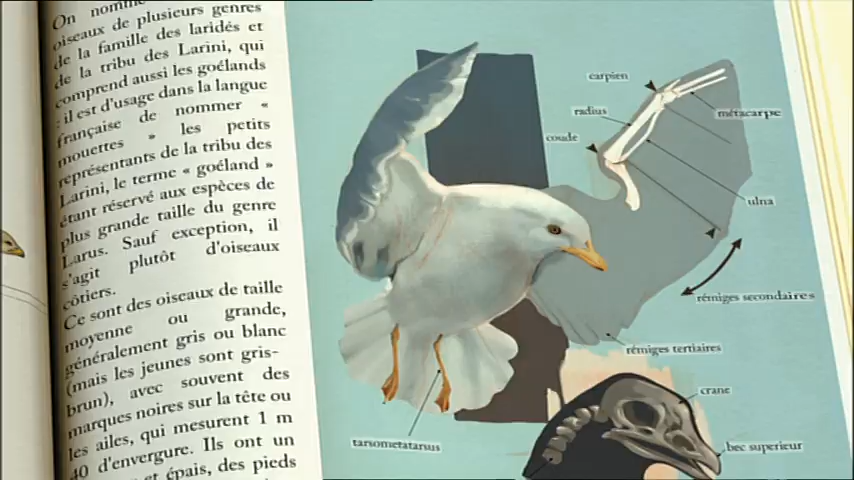 On nomme
oiseaux de plusieurs genres
de la famille des laridés et
de la tribu des Larini, qui
comprend aussi les goélands
: il est d'usage dans la langue
française de nommer «
mouettes » les petits
représentants de la tribu des
Larini, le terme « goéland »
étant réservé aux espèces de
plus grande taille du genre
Larus. Sauf exception, il
s'agit plutôt d'oiseaux
côtiers.
Ce sont des oiseaux de taille
moyenne ou grande,
généralement gris ou blanc
(mais les jeunes sont gris-
brun), avec souvent des
marques noires sur la tête ou
les ailes, qui mesurent 1 m
40 d'envergure. Ils ont un
et épais, des pieds
carpien
radius
métacarpe
coude
ulna
rémiges secondaires
rémiges tertiaires
crane
bec superieur
tarsometatarsus